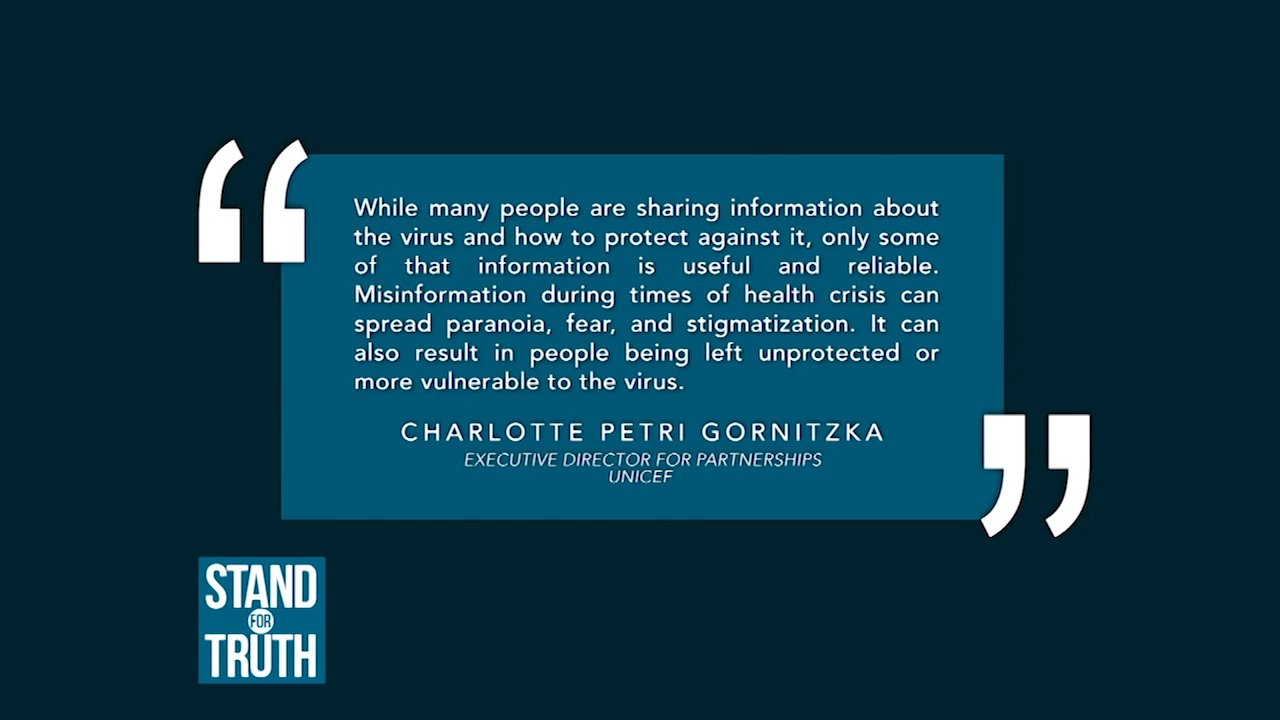 While many people are sharing information about
the virus and how to protect against it, only some
of that information is useful and reliable.
Misinformation during times of health crisis can
spread paranoia, fear, and stigmatization. It can
also result in people being left unprotected or
more vulnerable to the virus.
CHARLOTTE PETRI GORNITZKA
EXECUTIVE DIRECTOR FOR PARTNERSHIPS
UNICEF
STAND
FOR
TRUTH